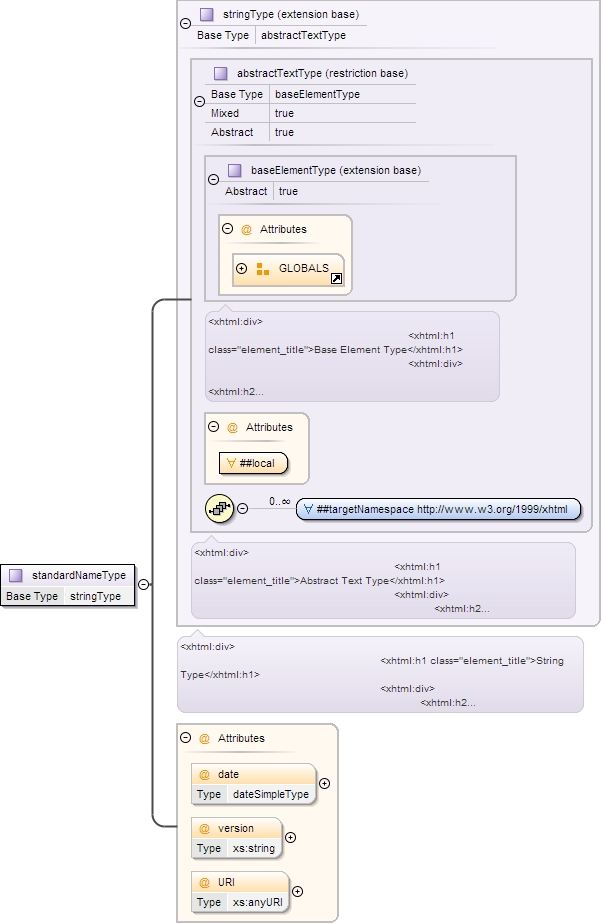 stringType (extension base)
Base Type abstractTextType
abstractTextType (restriction base)
Base Type baseElementType
Mixed true
Abstract true
baseElementType (extension base)
Abstract true
@ Attributes
GLOBALS
<xhtml:div>
<xhtml:h1
class="element_title">Base Element Type</xhtml:h1>
<xhtml:div>
<xhtml:h2...
@ Attributes
∀ ##local
0..∞
∀ ##targetNamespace http://www.w3.org/1999/xhtml
<xhtml:div>
<xhtml:h1
class="element_title">Abstract Text Type</xhtml:h1>
<xhtml:div>
<xhtml:h2...
standardNameType
Base Type stringType
<xhtml:div>
<xhtml:h1 class="element_title">String
Type</xhtml:h1>
<xhtml:div>
<xhtml:h2...
@ Attributes
@ date
Type dateSimpleType
@ version
Type xs:string
@ URI
Type xs:anyURI